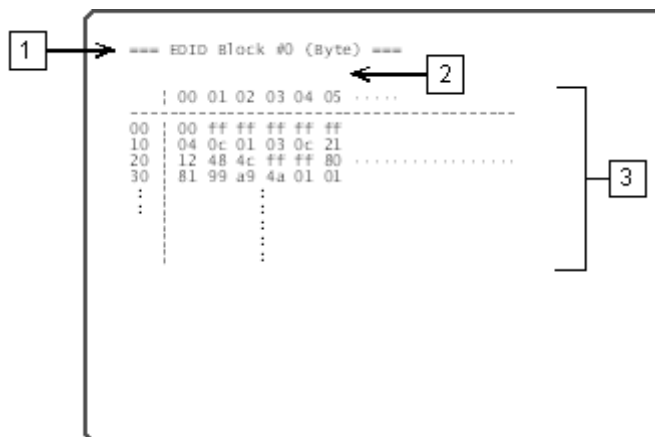 1
=== EDID Block #0 (Byte) ===
2
00 01 02 03 04 05 .....
00 00 ff ff ff ff ff
10 04 0c 01 03 0c 21
20 12 48 4c ff ff 80 .................
30 81 99 a9 4a 01 01
3